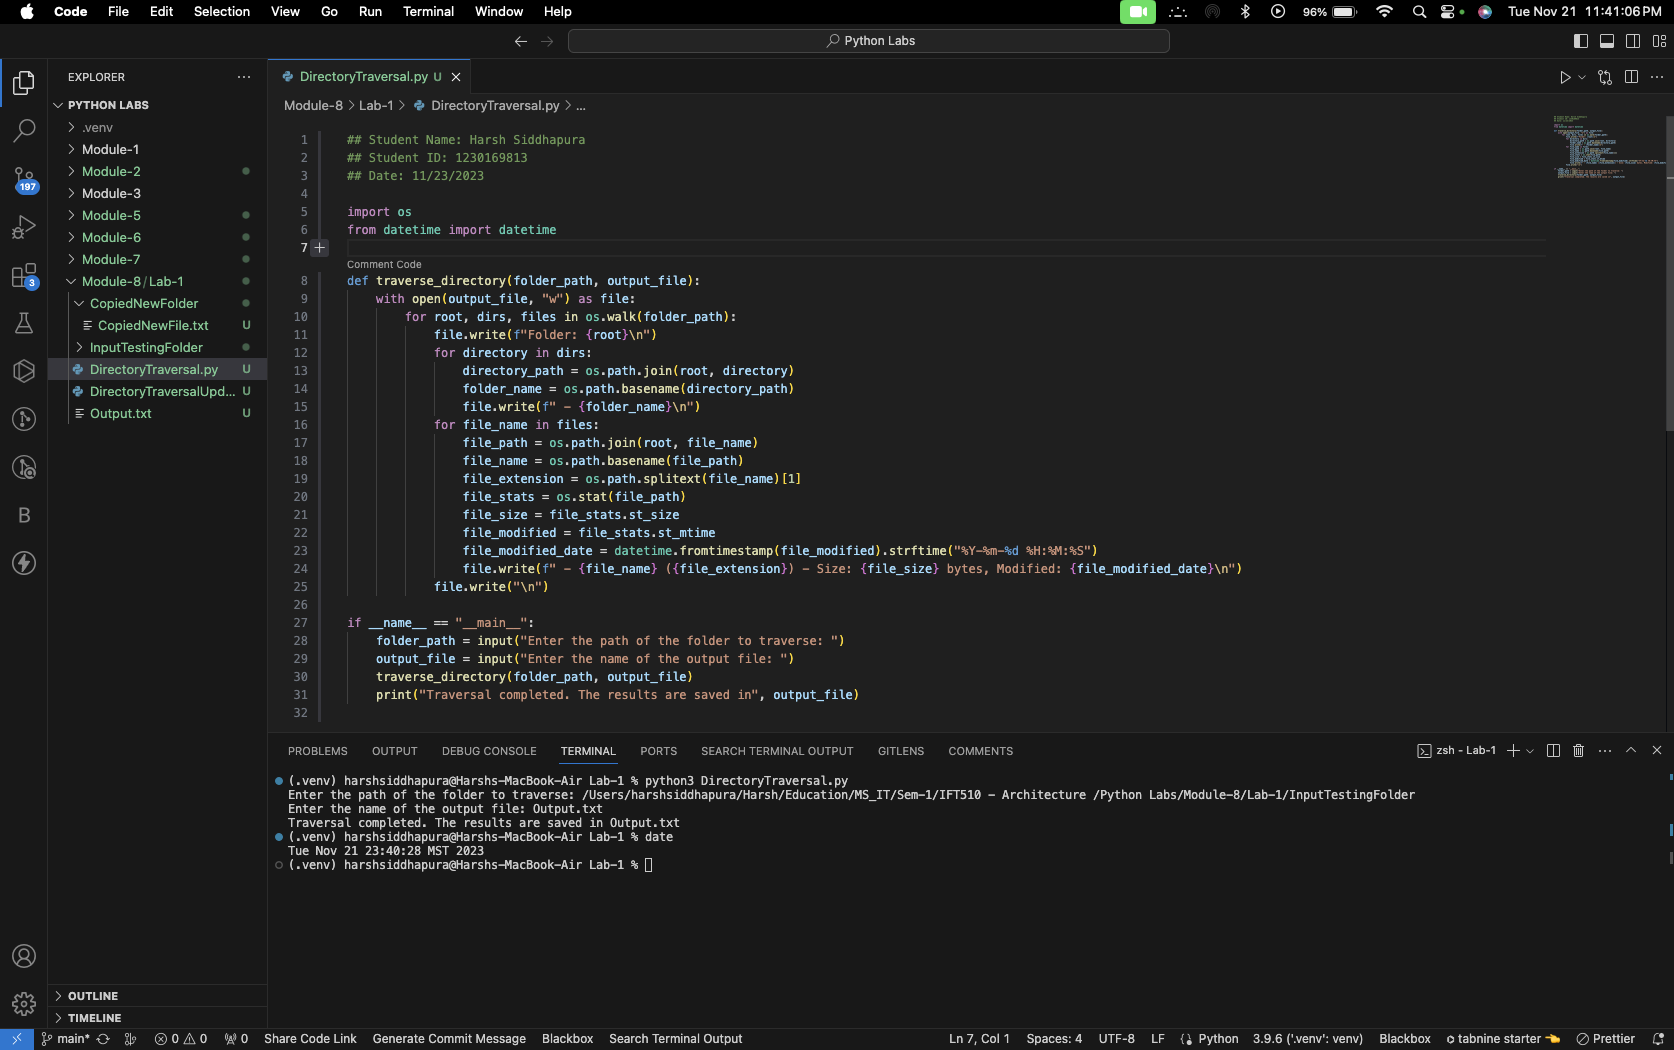 Code File Edit Selection View Go Run Terminal Window Help 96% Tue Nov 21 11:41:06 PM
Python Labs
EXPLORER
PYTHON LABS
.venv
Module-1
Module-2
Module-3
Module-5
Module-6
Module-7
Module-8/Lab-1
CopiedNewFolder
CopiedNewFile.txt U
InputTestingFolder
DirectoryTraversal.py U
DirectoryTraversalUpd... U
Output.txt U
OUTLINE
TIMELINE
197
3
B
DirectoryTraversal.py U
Module-8 > Lab-1 > DirectoryTraversal.py > ...
1 ## Student Name: Harsh Siddhapura
2 ## Student ID: 1230169813
3 ## Date: 11/23/2023
4
5 import os
6 from datetime import datetime
7
Comment Code
8 def traverse_directory(folder_path, output_file):
9     with open(output_file, "w") as file:
10         for root, dirs, files in os.walk(folder_path):
11             file.write(f"Folder: {root}\n")
12             for directory in dirs:
13                 directory_path = os.path.join(root, directory)
14                 folder_name = os.path.basename(directory_path)
15                 file.write(f" - {folder_name}\n")
16             for file_name in files:
17                 file_path = os.path.join(root, file_name)
18                 file_name = os.path.basename(file_path)
19                 file_extension = os.path.splitext(file_name)[1]
20                 file_stats = os.stat(file_path)
21                 file_size = file_stats.st_size
22                 file_modified = file_stats.st_mtime
23                 file_modified_date = datetime.fromtimestamp(file_modified).strftime("%Y-%m-%d %H:%M:%S")
24                 file.write(f" - {file_name} ({file_extension}) - Size: {file_size} bytes, Modified: {file_modified_date}\n")
25             file.write("\n")
26
27 if __name__ == "__main__":
28     folder_path = input("Enter the path of the folder to traverse: ")
29     output_file = input("Enter the name of the output file: ")
30     traverse_directory(folder_path, output_file)
31     print("Traversal completed. The results are saved in", output_file)
32
PROBLEMS OUTPUT DEBUG CONSOLE TERMINAL PORTS SEARCH TERMINAL OUTPUT GITLENS COMMENTS zsh - Lab-1
(.venv) harshsiddhapura@Harshs-MacBook-Air Lab-1 % python3 DirectoryTraversal.py
Enter the path of the folder to traverse: /Users/harshsiddhapura/Harsh/Education/MS_IT/Sem-1/IFT510 - Architecture /Python Labs/Module-8/Lab-1/InputTestingFolder
Enter the name of the output file: Output.txt
Traversal completed. The results are saved in Output.txt
(.venv) harshsiddhapura@Harshs-MacBook-Air Lab-1 % date
Tue Nov 21 23:40:28 MST 2023
(.venv) harshsiddhapura@Harshs-MacBook-Air Lab-1 %
main* 0 0 0 Share Code Link Generate Commit Message Blackbox Search Terminal Output Ln 7, Col 1 Spaces: 4 UTF-8 LF Python 3.9.6 ('.venv': venv) Blackbox tabnine starter Prettier